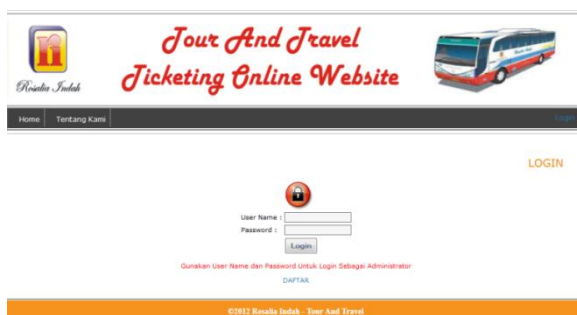 Tour And Travel
Ticketing Online Website
Rosalia Indah
Home Tentang Kami Login
LOGIN
User Name :
Password :
Login
Gunakan User Name dan Password Untuk Login Sebagai Administrator
DAFTAR
©2012 Rosalia Indah - Tour And Travel